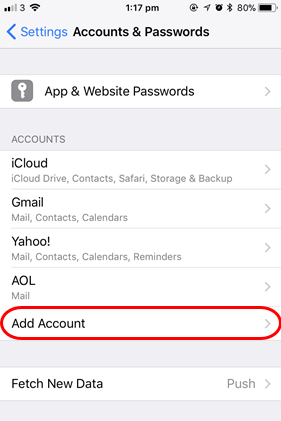 3 1:17 pm 80%
Settings Accounts & Passwords
App & Website Passwords
ACCOUNTS
iCloud
iCloud Drive, Contacts, Safari, Storage & Backup
Gmail
Mail, Contacts, Calendars
Yahoo!
Mail, Contacts, Calendars, Reminders
AOL
Mail
Add Account
Fetch New Data Push